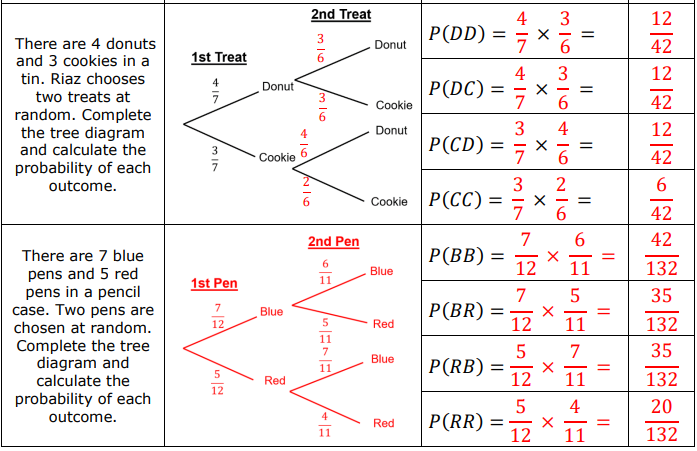 There are 4 donuts
and 3 cookies in a
tin. Riaz chooses
two treats at
random. Complete
the tree diagram
and calculate the
probability of each
outcome.
1st Treat
2nd Treat
4/7
Donut
3/7
Cookie
3/6
Donut
3/6
Cookie
4/6
Donut
2/6
Cookie
P(DD) = 4/7 × 3/6 = 12/42
P(DC) = 4/7 × 3/6 = 12/42
P(CD) = 3/7 × 4/6 = 12/42
P(CC) = 3/7 × 2/6 = 6/42
There are 7 blue
pens and 5 red
pens in a pencil
case. Two pens are
chosen at random.
Complete the tree
diagram and
calculate the
probability of each
outcome.
1st Pen
2nd Pen
7/12
Blue
5/12
Red
6/11
Blue
5/11
Red
7/11
Blue
4/11
Red
P(BB) = 7/12 × 6/11 = 42/132
P(BR) = 7/12 × 5/11 = 35/132
P(RB) = 5/12 × 7/11 = 35/132
P(RR) = 5/12 × 4/11 = 20/132